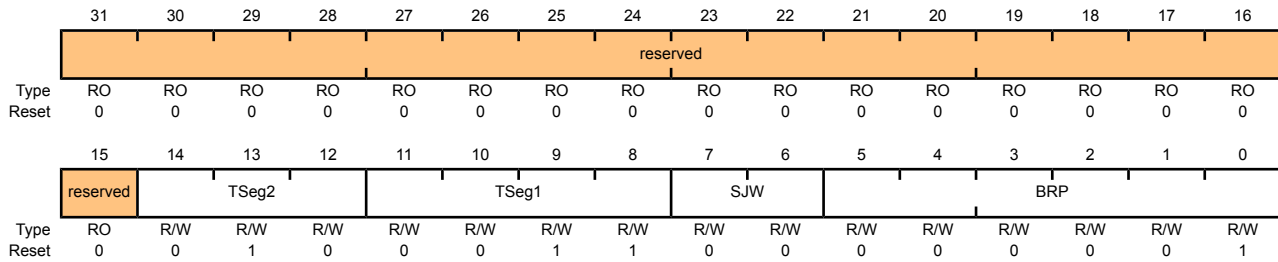 31 30 29 28 27 26 25 24 23 22 21 20 19 18 17 16
reserved
Type RO RO RO RO RO RO RO RO RO RO RO RO RO RO RO RO
Reset 0 0 0 0 0 0 0 0 0 0 0 0 0 0 0 0
15 14 13 12 11 10 9 8 7 6 5 4 3 2 1 0
reserved TSeg2 TSeg1 SJW BRP
Type RO R/W R/W R/W R/W R/W R/W R/W R/W R/W R/W R/W R/W R/W R/W R/W
Reset 0 0 1 0 0 0 1 1 0 0 0 0 0 0 0 1